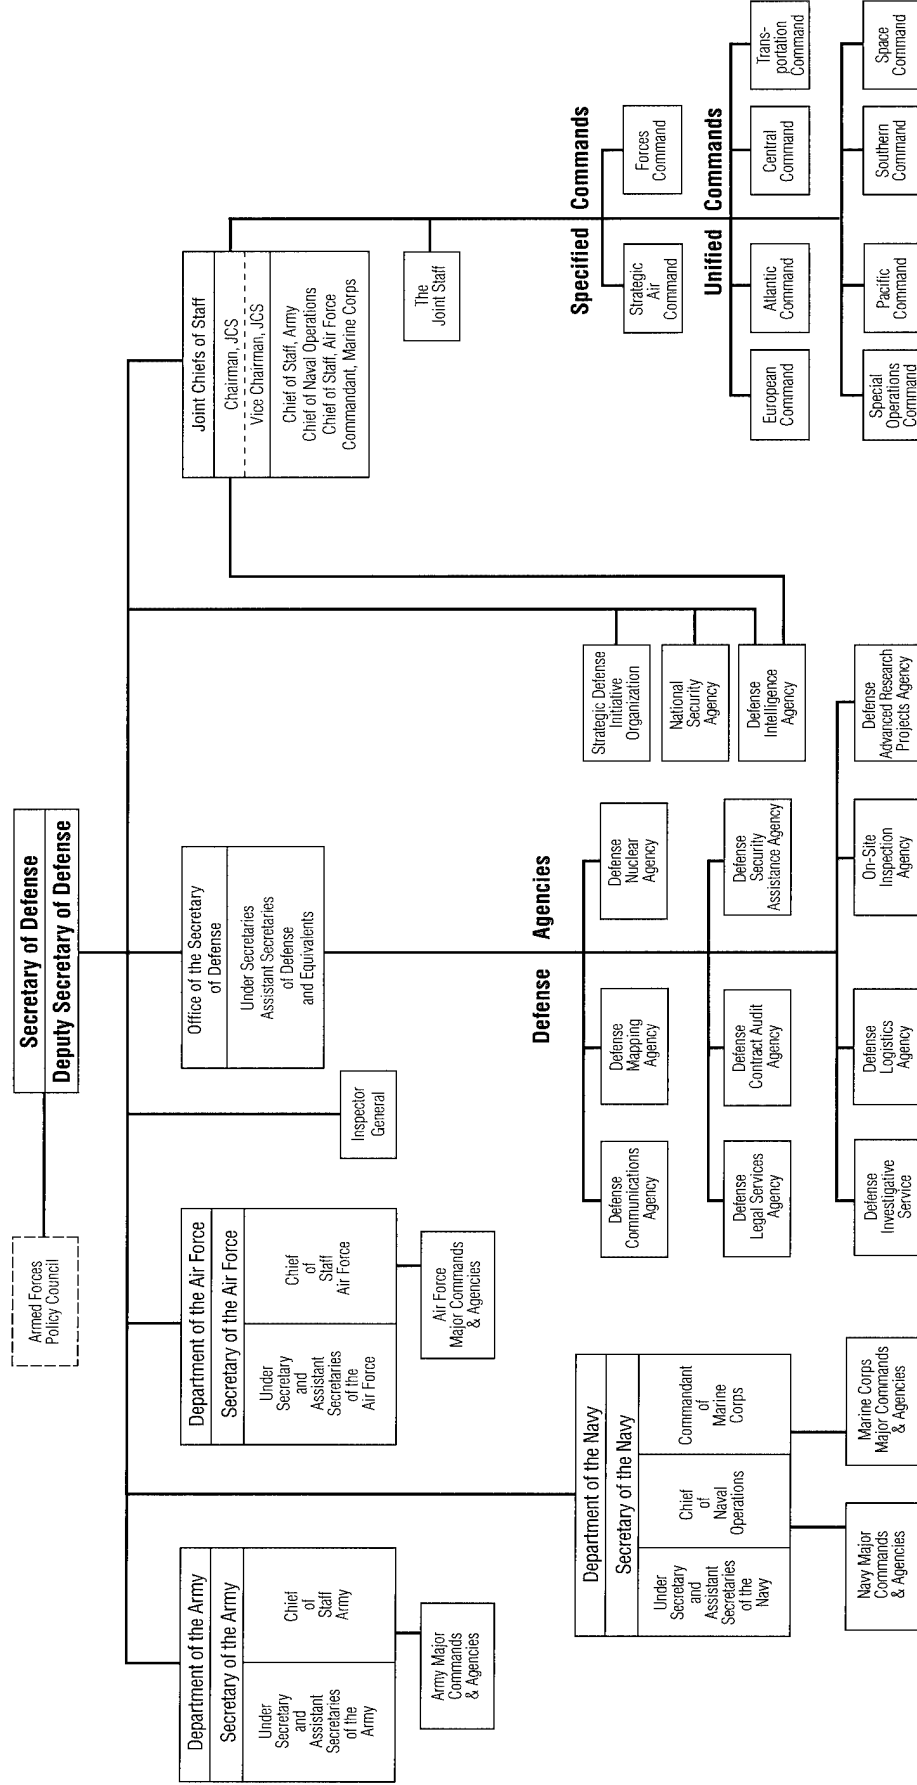 Armed Forces
Policy Council
Secretary of Defense
Deputy Secretary of Defense
Department of the Army
Secretary of the Army
Under
Secretary
and
Assistant
Secretaries
of the
Army
Chief
of
Staff
Army
Army Major
Commands
& Agencies
Department of the Navy
Secretary of the Navy
Under
Secretary
and
Assistant
Secretaries
of the
Navy
Chief
of
Naval
Operations
Commandant
of
Marine
Corps
Navy Major
Commands
& Agencies
Marine Corps
Major Commands
& Agencies
Department of the Air Force
Secretary of the Air Force
Under
Secretary
and
Assistant
Secretaries
of the
Air Force
Chief
of
Staff
Air Force
Air Force
Major Commands
& Agencies
Inspector
General
Office of the Secretary
of Defense
Under Secretaries
Assistant Secretaries
of Defense
and Equivalents
Defense Agencies
Defense
Communications
Agency
Defense
Mapping
Agency
Defense
Nuclear
Agency
Defense
Legal Services
Agency
Defense
Contract Audit
Agency
Defense
Security
Assistance Agency
Defense
Investigative
Service
Defense
Logistics
Agency
On-Site
Inspection
Agency
Defense
Advanced Research
Projects Agency
Strategic Defense
Initiative
Organization
National
Security
Agency
Defense
Intelligence
Agency
Joint Chiefs of Staff
Chairman, JCS
Vice Chairman, JCS
Chief of Staff, Army
Chief of Naval Operations
Chief of Staff, Air Force
Commandant, Marine Corps
The
Joint Staff
Specified Commands
Strategic
Air
Command
Forces
Command
Unified Commands
European
Command
Atlantic
Command
Central
Command
Trans-
portation
Command
Special
Operations
Command
Pacific
Command
Southern
Command
Space
Command